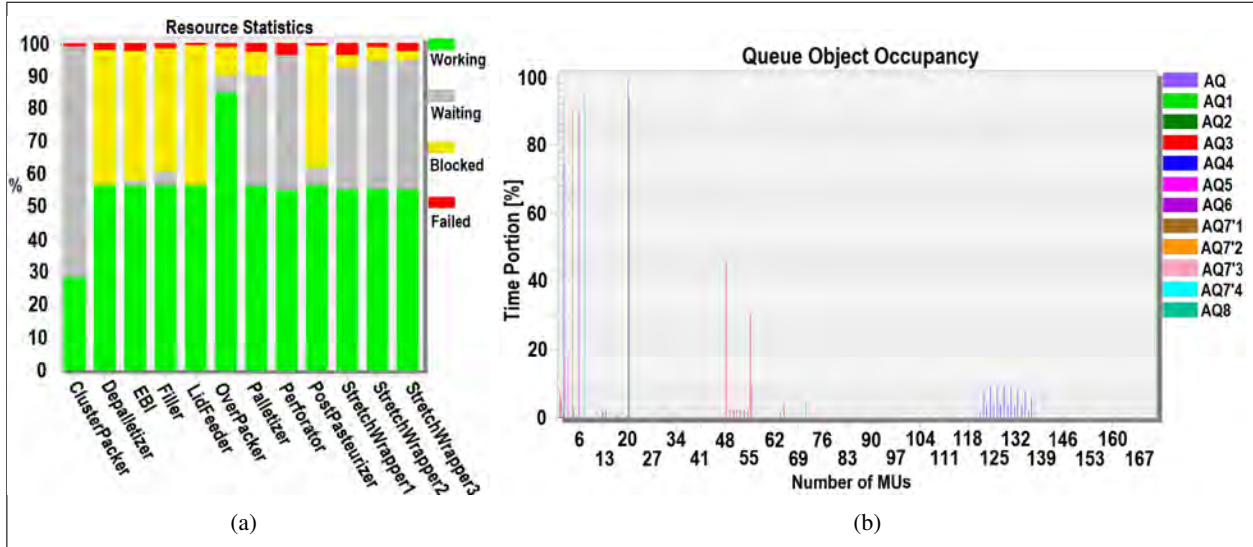 Resource Statistics
100
90
80
70
60
50
40
30
20
10
0
%
Working
Waiting
Blocked
Failed
ClusterPacker
Depalletizer
EBI
Filler
LidFeeder
OverPacker
Palletizer
Perforator
PostPasteurizer
StretchWrapper1
StretchWrapper2
StretchWrapper3
(a)
Queue Object Occupancy
Time Portion [%]
100
80
60
40
20
0
6 20 34 48 62 76 90 104 118 132 146 160
13 27 41 55 69 83 97 111 125 139 153 167
Number of MUs
AQ
AQ1
AQ2
AQ3
AQ4
AQ5
AQ6
AQ7'1
AQ7'2
AQ7'3
AQ7'4
AQ8
(b)